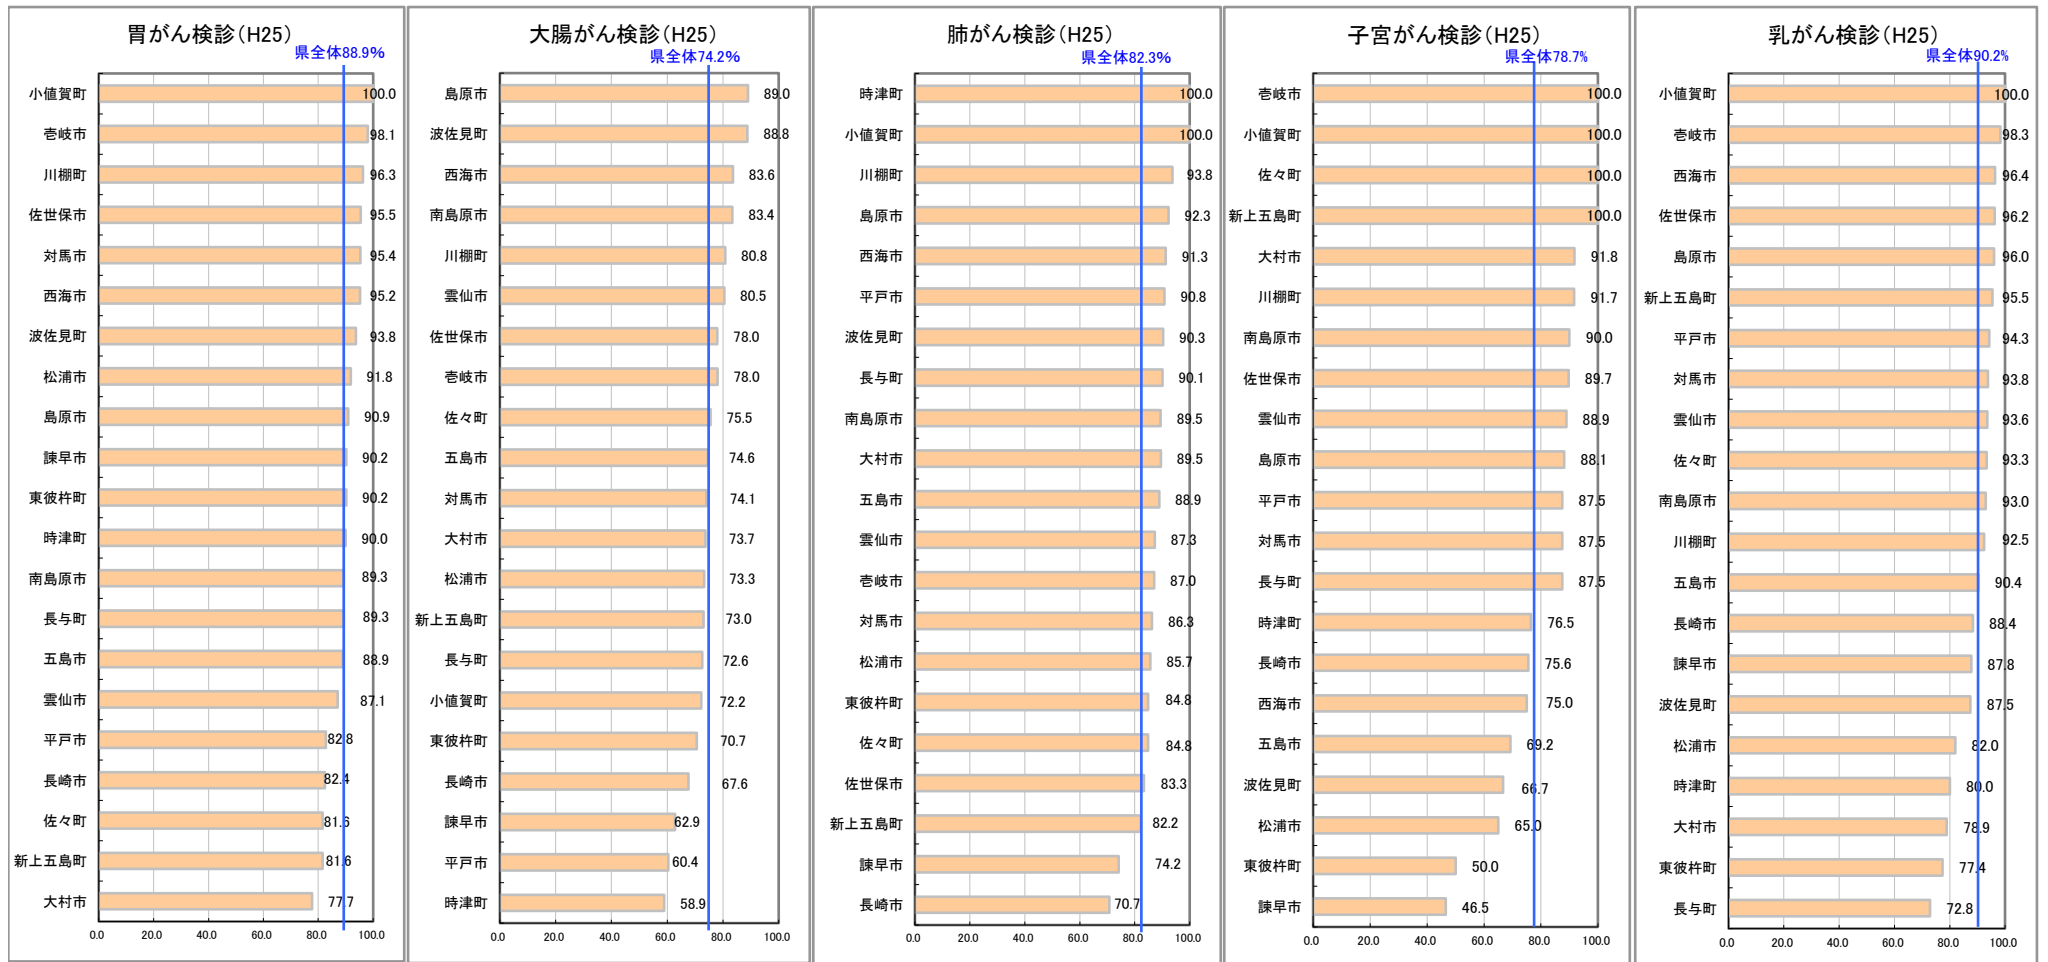 胃がん検診（H25）
県全体88.9%
小値賀町 100.0
壱岐市 98.1
川棚町 96.3
佐世保市 95.5
対馬市 95.4
西海市 95.2
波佐見町 93.8
松浦市 91.8
島原市 90.9
諫早市 90.2
東彼杵町 90.2
時津町 90.0
南島原市 89.3
長与町 89.3
五島市 88.9
雲仙市 87.1
平戸市 82.8
長崎市 82.4
佐々町 81.6
新上五島町 81.6
大村市 77.7
0.0 20.0 40.0 60.0 80.0 100.0
大腸がん検診（H25）
県全体74.2%
島原市 89.0
波佐見町 88.8
西海市 83.6
南島原市 83.4
川棚町 80.8
雲仙市 80.5
佐世保市 78.0
壱岐市 78.0
佐々町 75.5
五島市 74.6
対馬市 74.1
大村市 73.7
松浦市 73.3
新上五島町 73.0
長与町 72.6
小値賀町 72.2
東彼杵町 70.7
長崎市 67.6
諫早市 62.9
平戸市 60.4
時津町 58.9
0.0 20.0 40.0 60.0 80.0 100.0
肺がん検診（H25）
県全体82.3%
時津町 100.0
小値賀町 100.0
川棚町 93.8
島原市 92.3
西海市 91.3
平戸市 90.8
波佐見町 90.3
長与町 90.1
南島原市 89.5
大村市 89.5
五島市 88.9
雲仙市 87.3
壱岐市 87.0
対馬市 86.3
松浦市 85.7
東彼杵町 84.8
佐々町 84.8
佐世保市 83.3
新上五島町 82.2
諫早市 74.2
長崎市 70.7
0.0 20.0 40.0 60.0 80.0 100.0
子宮がん検診（H25）
県全体78.7%
壱岐市 100.0
小値賀町 100.0
佐々町 100.0
新上五島町 100.0
大村市 91.8
川棚町 91.7
南島原市 90.0
佐世保市 89.7
雲仙市 88.9
島原市 88.1
平戸市 87.5
対馬市 87.5
長与町 87.5
時津町 76.5
長崎市 75.6
西海市 75.0
五島市 69.2
波佐見町 66.7
松浦市 65.0
東彼杵町 50.0
諫早市 46.5
0.0 20.0 40.0 60.0 80.0 100.0
乳がん検診（H25）
県全体90.2%
小値賀町 100.0
壱岐市 98.3
西海市 96.4
佐世保市 96.2
島原市 96.0
新上五島町 95.5
平戸市 94.3
対馬市 93.8
雲仙市 93.6
佐々町 93.3
南島原市 93.0
川棚町 92.5
五島市 90.4
長崎市 88.4
諫早市 87.8
波佐見町 87.5
松浦市 82.0
時津町 80.0
大村市 78.9
東彼杵町 77.4
長与町 72.8
0.0 20.0 40.0 60.0 80.0 100.0